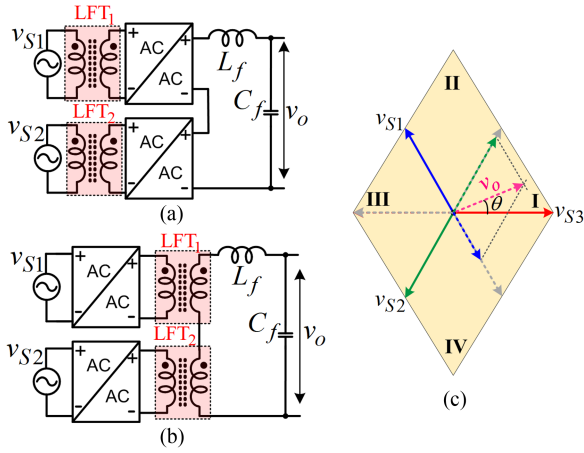 LFT1
vS1
+
+
AC
AC
-
-
Lf
LFT2
vS2
+
+
AC
AC
-
-
Cf
vo
(a)
vS1
+
+
AC
AC
-
-
LFT1
Lf
vS2
+
+
AC
AC
-
-
LFT2
Cf
vo
(b)
II
vS1
III
vo
I
θ
vS3
vS2
IV
(c)